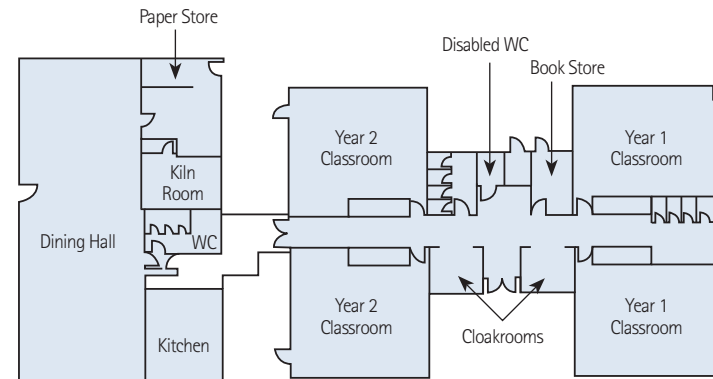 Paper Store
Disabled WC
Book Store
Year 2
Classroom
Year 1
Classroom
Kiln
Room
Dining Hall
WC
Year 2
Classroom
Year 1
Classroom
Cloakrooms
Kitchen